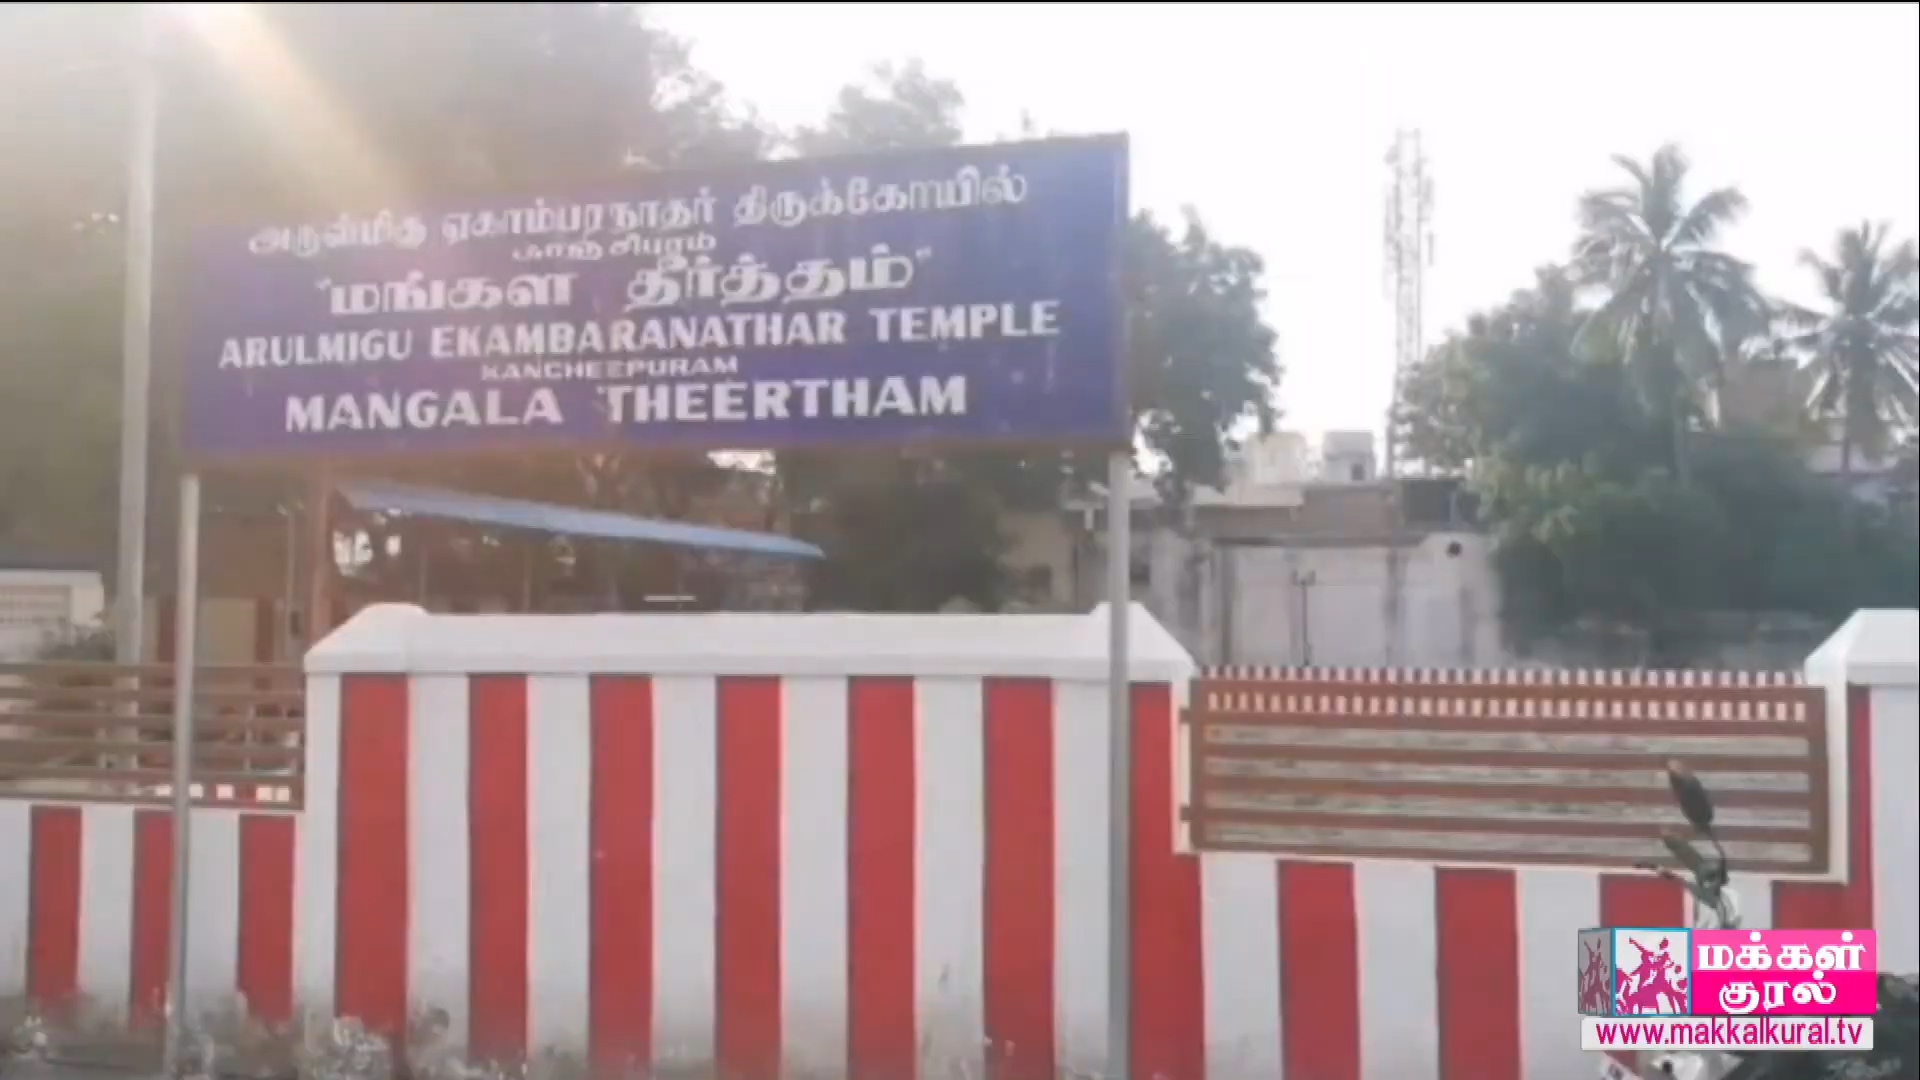 அருள்மிகு ஏகாம்பரநாதர் திருக்கோயில்
காஞ்சிபுரம்
"மங்கள தீர்த்தம்"
ARULMIGU EKAMBARANATHAR TEMPLE
KANCHEEPURAM
MANGALA THEERTHAM
மக்கள்
குரல்
www.makkalkural.tv